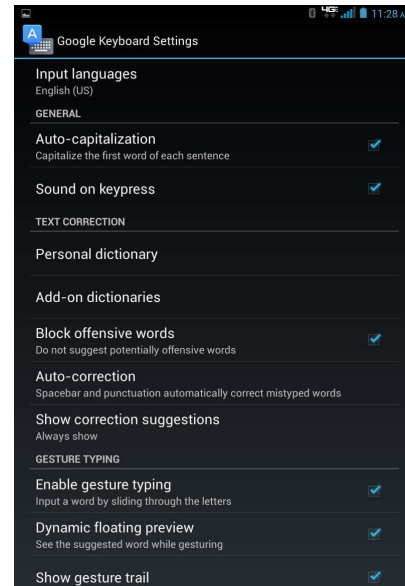 4G 11:28 A
A
Google Keyboard Settings
Input languages
English (US)
GENERAL
Auto-capitalization
Capitalize the first word of each sentence
Sound on keypress
TEXT CORRECTION
Personal dictionary
Add-on dictionaries
Block offensive words
Do not suggest potentially offensive words
Auto-correction
Spacebar and punctuation automatically correct mistyped words
Show correction suggestions
Always show
GESTURE TYPING
Enable gesture typing
Input a word by sliding through the letters
Dynamic floating preview
See the suggested word while gesturing
Show gesture trail